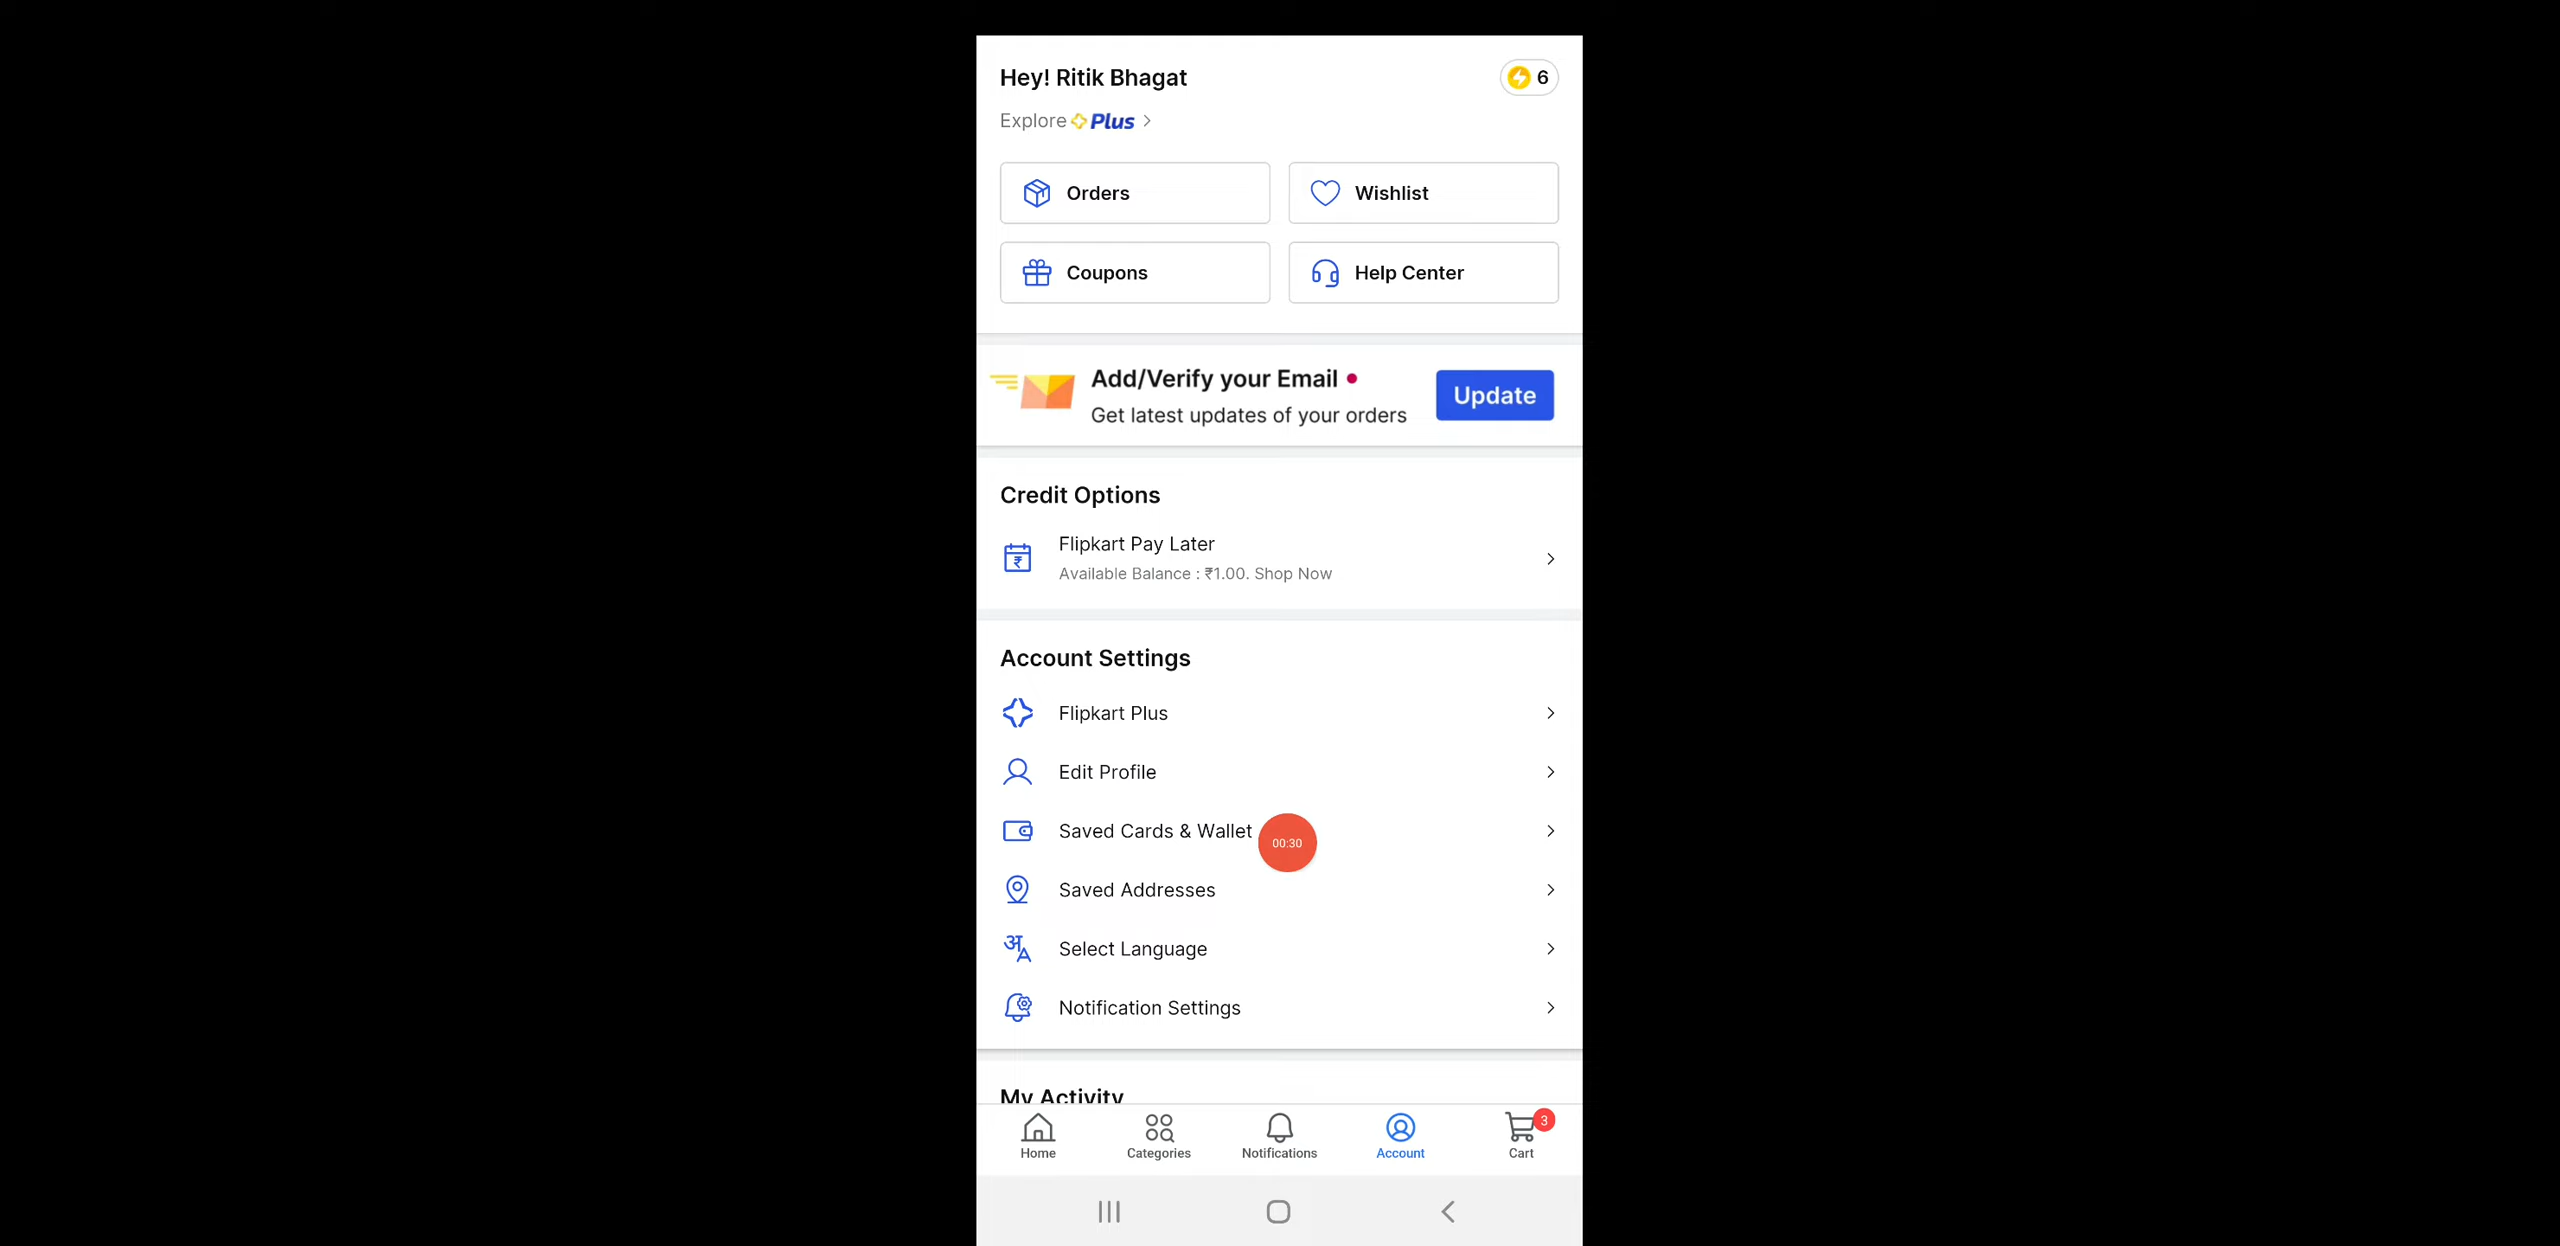 Hey! Ritik Bhagat
6
Explore Plus
Orders
Wishlist
Coupons
Help Center
Add/Verify your Email
Get latest updates of your orders
Update
Credit Options
Flipkart Pay Later
Available Balance : ₹1.00. Shop Now
Account Settings
Flipkart Plus
Edit Profile
Saved Cards & Wallet
00:30
Saved Addresses
Select Language
Notification Settings
My Activity
Home
Categories
Notifications
Account
3
Cart